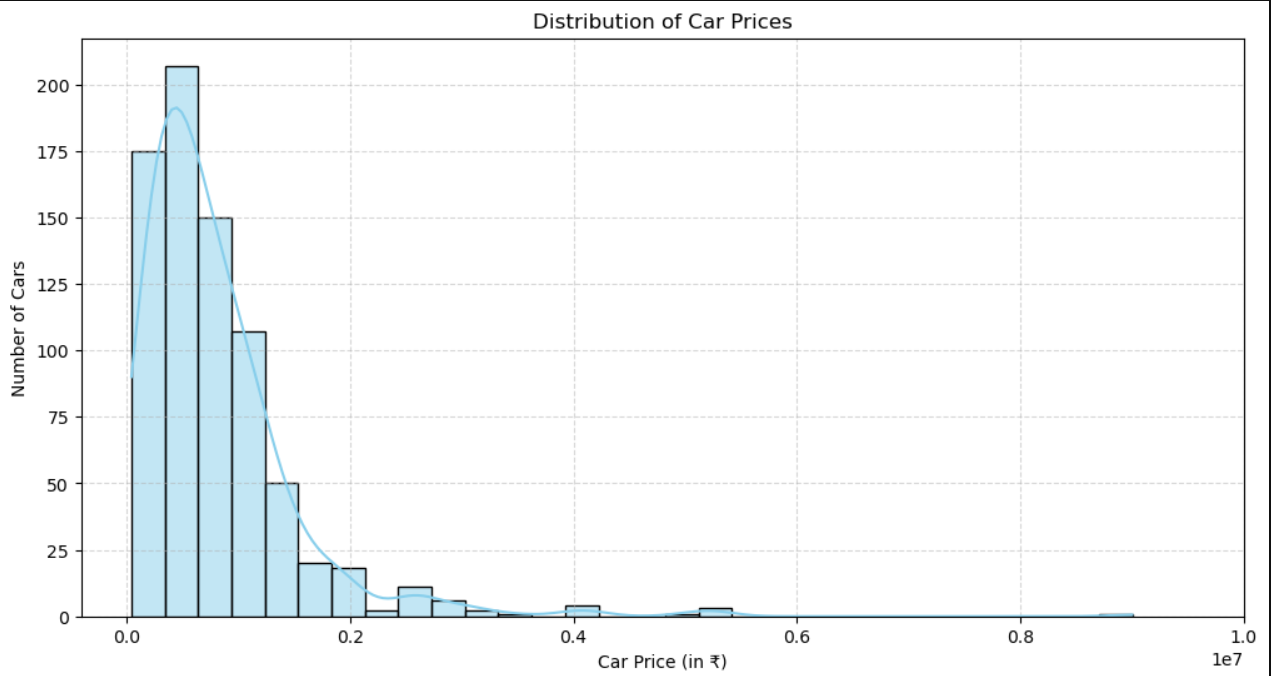 Distribution of Car Prices
200
175
150
125
100
75
50
25
0
Number of Cars
0.0 0.2 0.4 0.6 0.8 1.0
1e7
Car Price (in ₹)